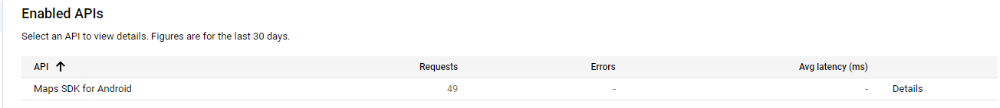 Enabled APIs
Select an API to view details. Figures are for the last 30 days.
API ↑ Requests Errors Avg latency (ms)
Maps SDK for Android 49 - - Details